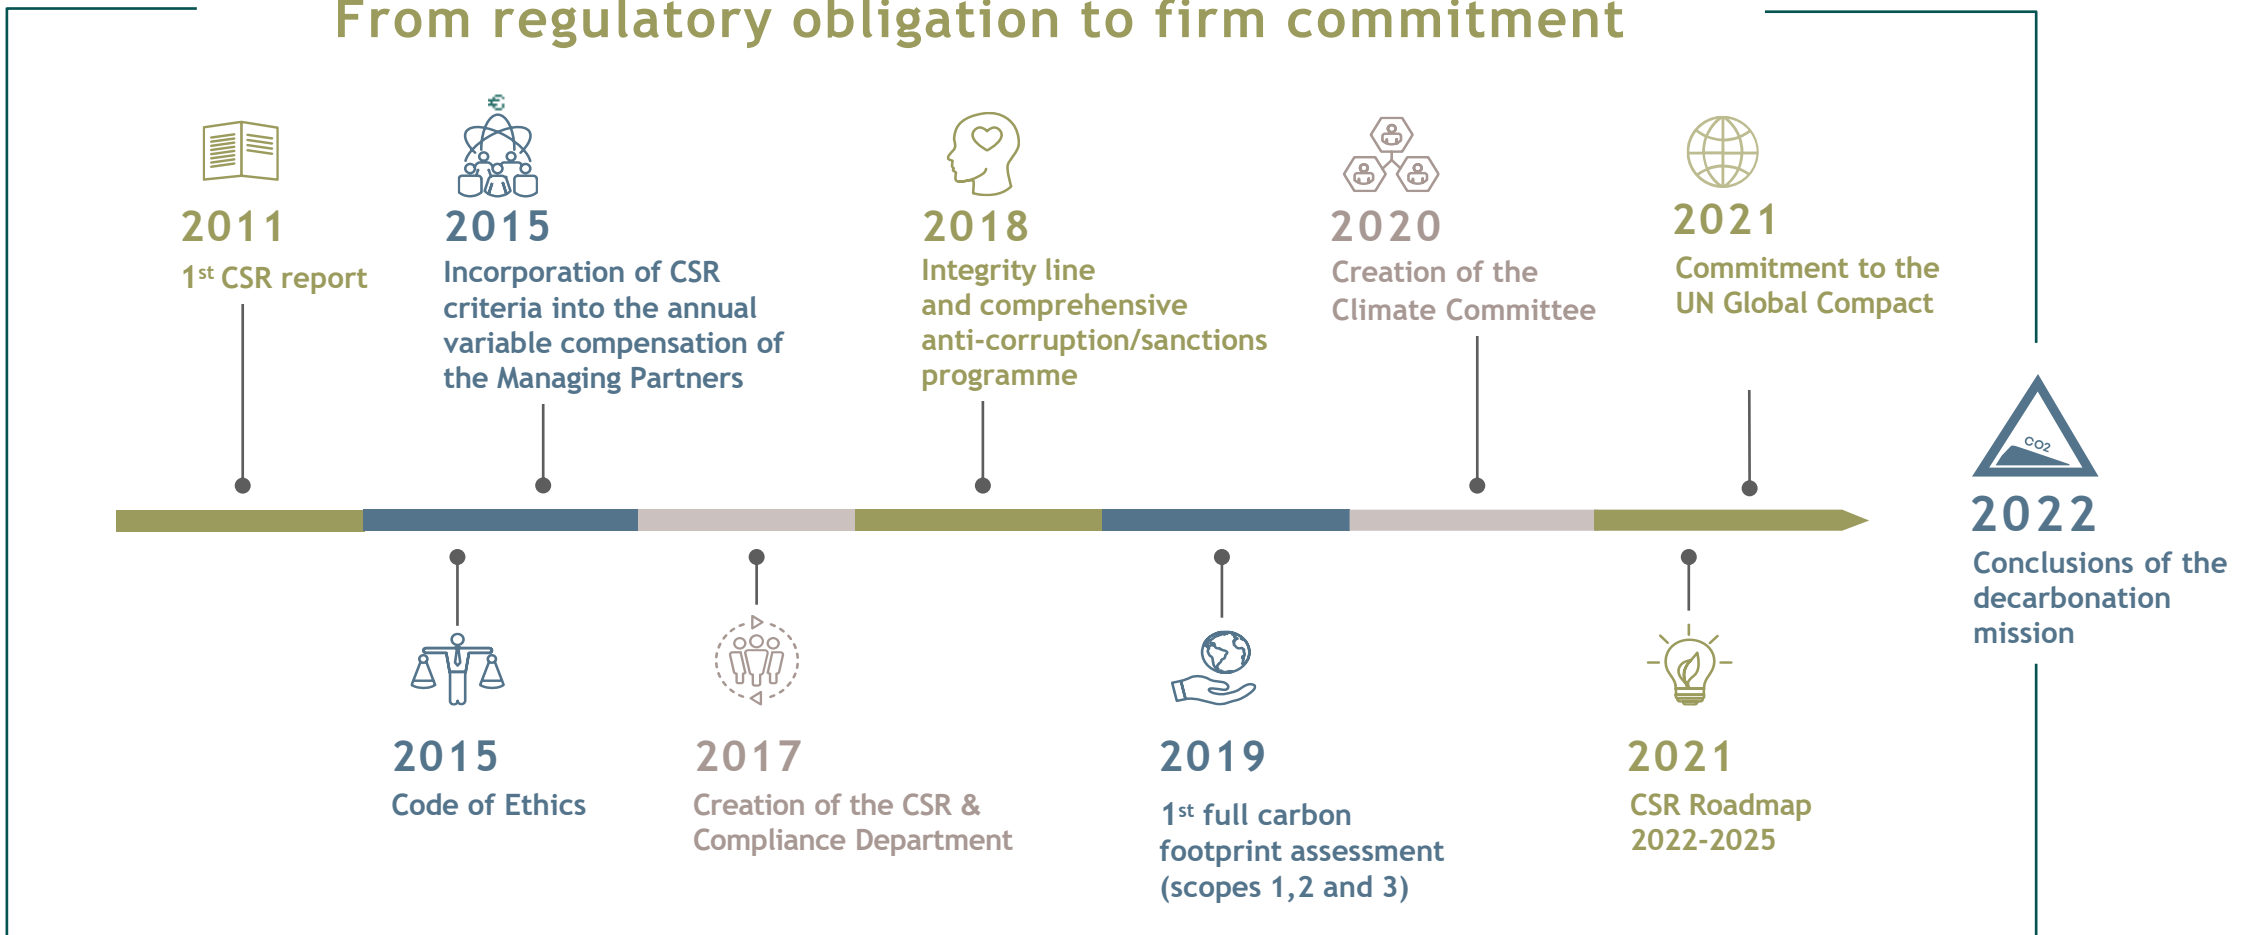 From regulatory obligation to firm commitment
€
2011
1st CSR report
2015
Incorporation of CSR
criteria into the annual
variable compensation of
the Managing Partners
2018
Integrity line
and comprehensive
anti-corruption/sanctions
programme
2020
Creation of the
Climate Committee
2021
Commitment to the
UN Global Compact
CO2
2022
Conclusions of the
decarbonation
mission
2015
Code of Ethics
2017
Creation of the CSR &
Compliance Department
2019
1st full carbon
footprint assessment
(scopes 1,2 and 3)
2021
CSR Roadmap
2022-2025